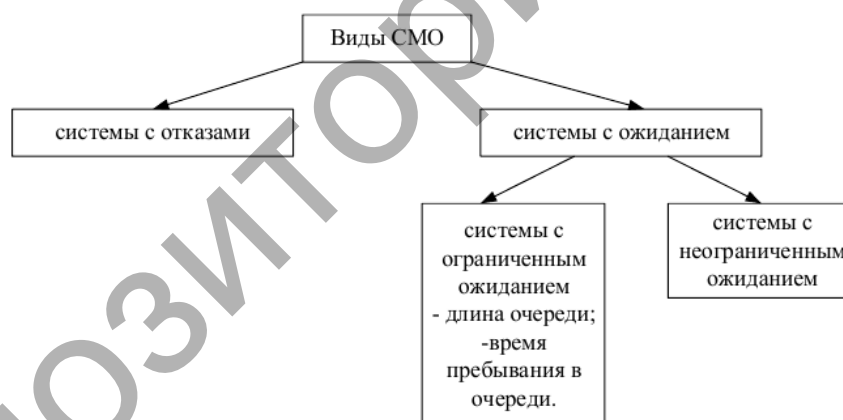 Виды СМО
системы с отказами
системы с ожиданием
системы с
ограниченным
ожиданием
- длина очереди;
-время
пребывания в
очереди.
системы с
неограниченным
ожиданием